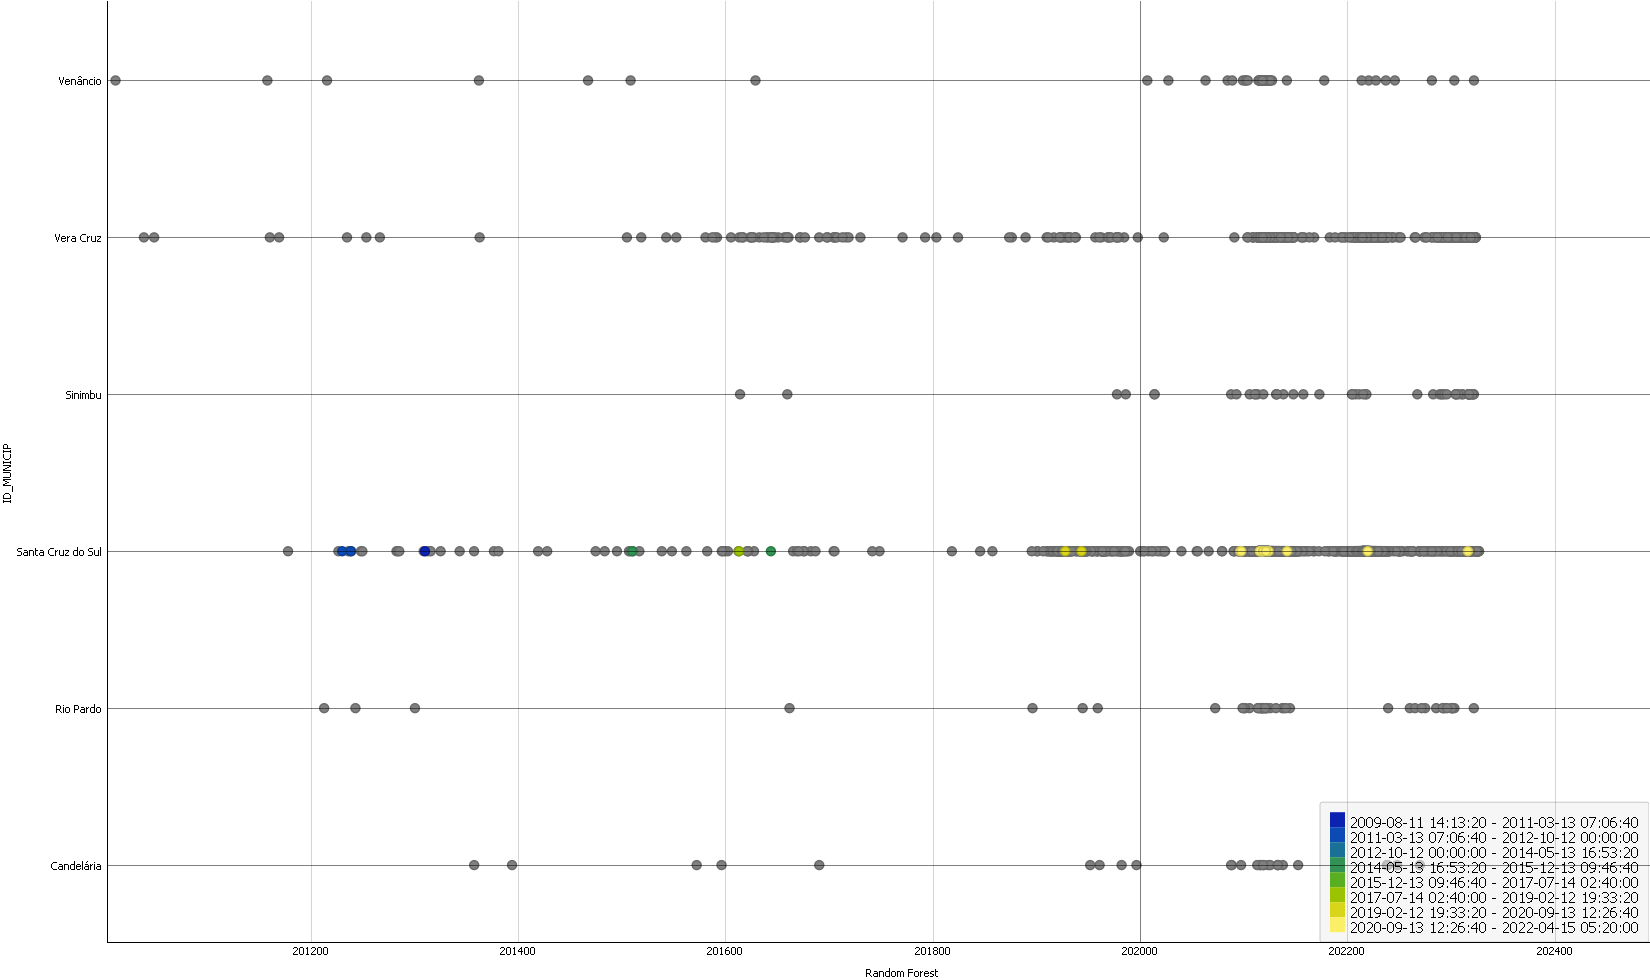 Venâncio
Vera Cruz
Sinimbu
ID_MUNICIP
Santa Cruz do Sul
Rio Pardo
Candelária
2009-08-11 14:13:20 - 2011-03-13 07:06:40
2011-03-13 07:06:40 - 2012-10-12 00:00:00
2012-10-12 00:00:00 - 2014-05-13 16:53:20
2014-05-13 16:53:20 - 2015-12-13 09:46:40
2015-12-13 09:46:40 - 2017-07-14 02:40:00
2017-07-14 02:40:00 - 2019-02-12 19:33:20
2019-02-12 19:33:20 - 2020-09-13 12:26:40
2020-09-13 12:26:40 - 2022-04-15 05:20:00
201200 201400 201600 201800 202000 202200 202400
Random Forest